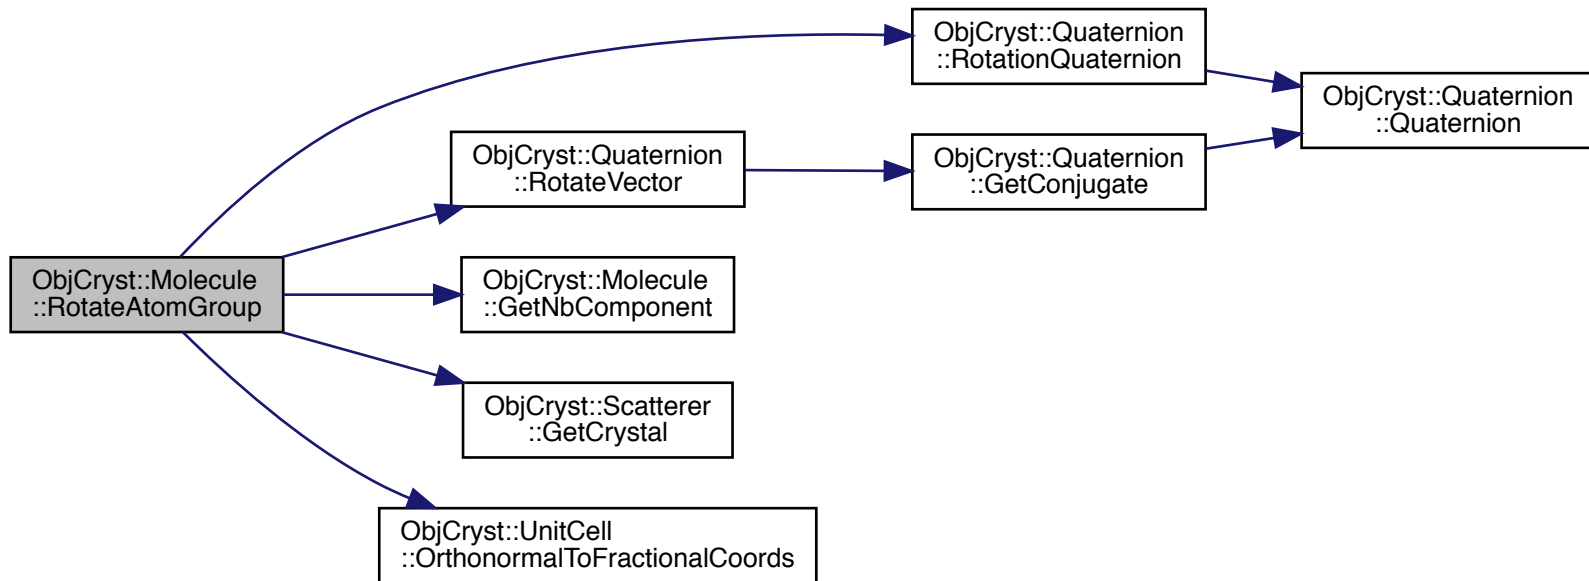 ObjCryst::Quaternion
::RotationQuaternion
ObjCryst::Quaternion
::Quaternion
ObjCryst::Quaternion
::RotateVector
ObjCryst::Quaternion
::GetConjugate
ObjCryst::Molecule
::RotateAtomGroup
ObjCryst::Molecule
::GetNbComponent
ObjCryst::Scatterer
::GetCrystal
ObjCryst::UnitCell
::OrthonormalToFractionalCoords